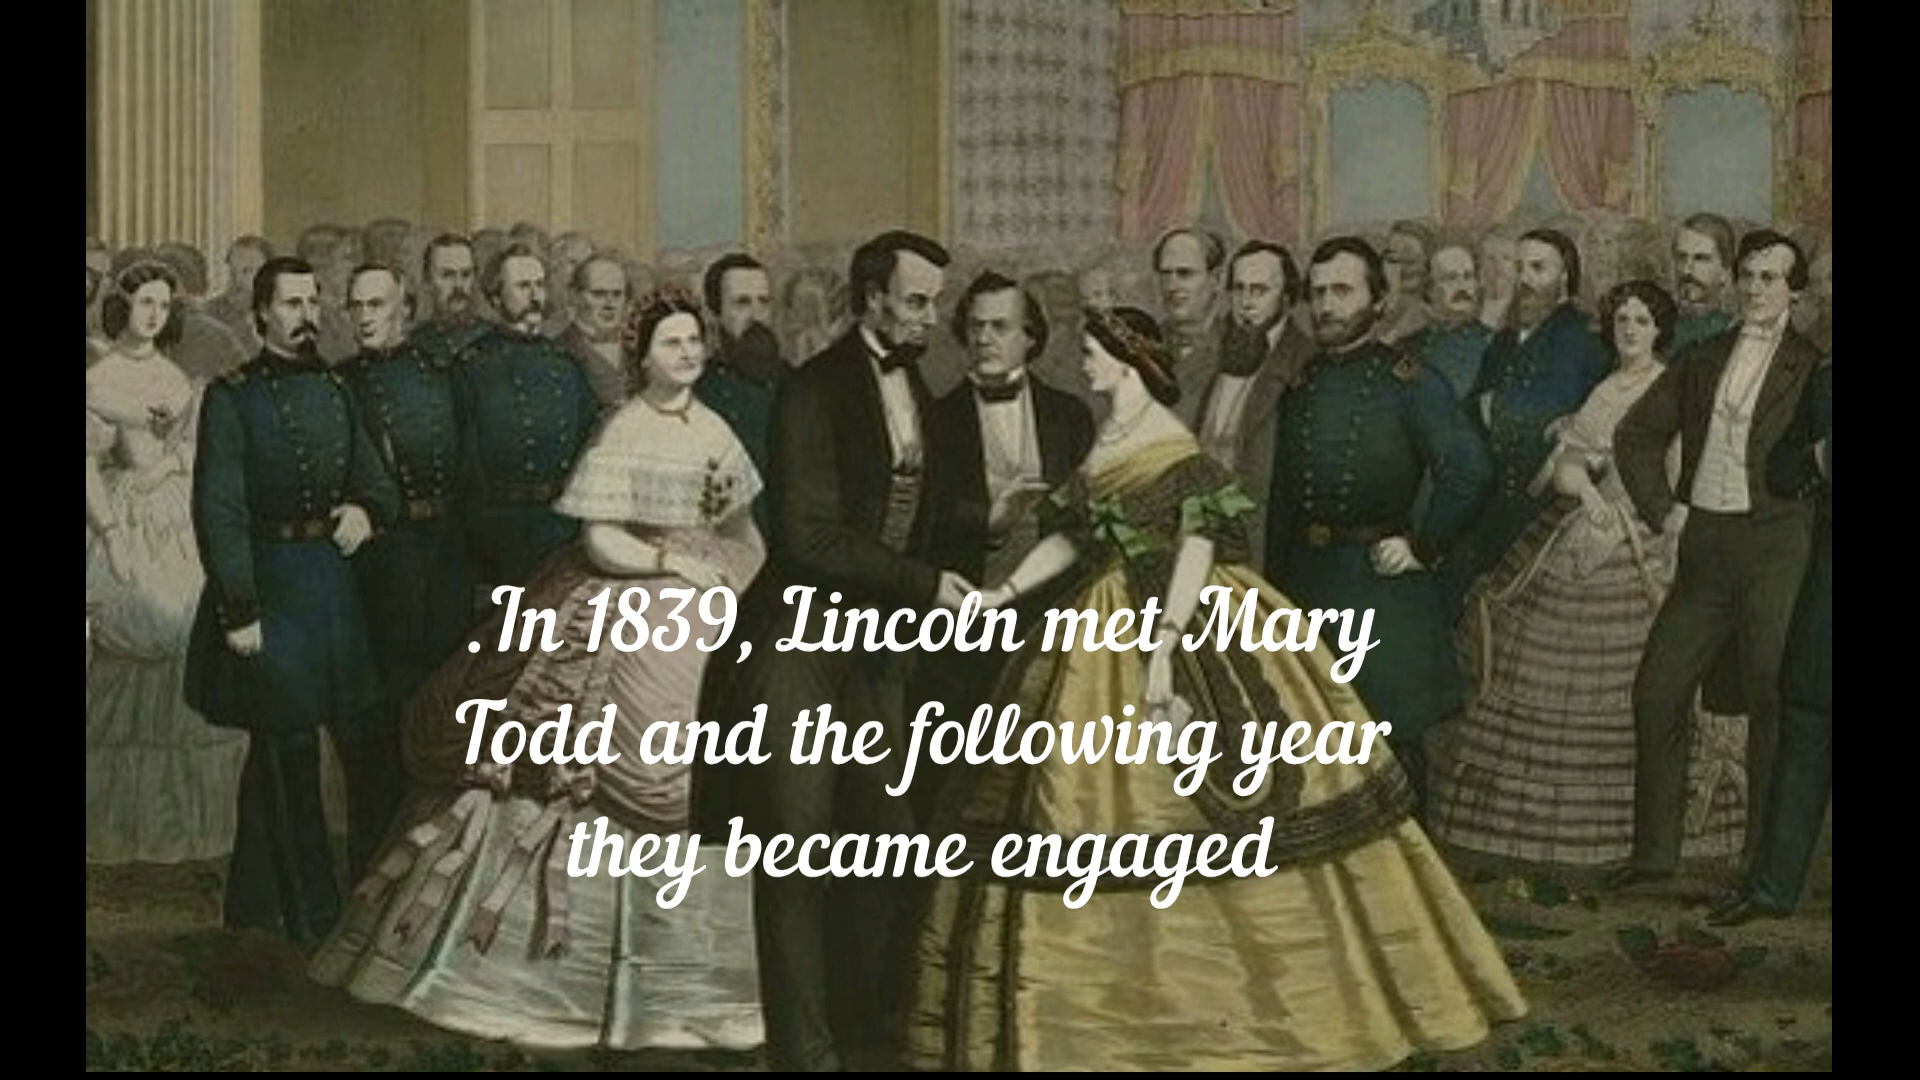 .In 1839, Lincoln met Mary
Todd and the following year
they became engaged